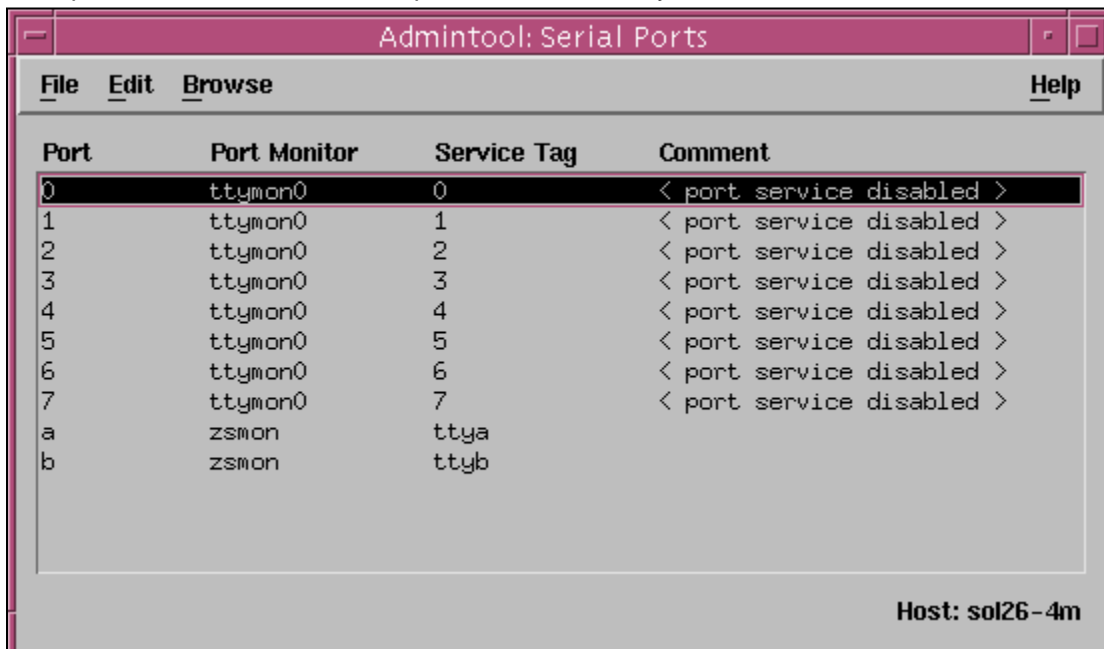 Admintool: Serial Ports
File Edit Browse Help
Port Port Monitor Service Tag Comment
0 ttymon0 0 < port service disabled >
1 ttymon0 1 < port service disabled >
2 ttymon0 2 < port service disabled >
3 ttymon0 3 < port service disabled >
4 ttymon0 4 < port service disabled >
5 ttymon0 5 < port service disabled >
6 ttymon0 6 < port service disabled >
7 ttymon0 7 < port service disabled >
a zsmon ttya
b zsmon ttyb
Host: sol26-4m